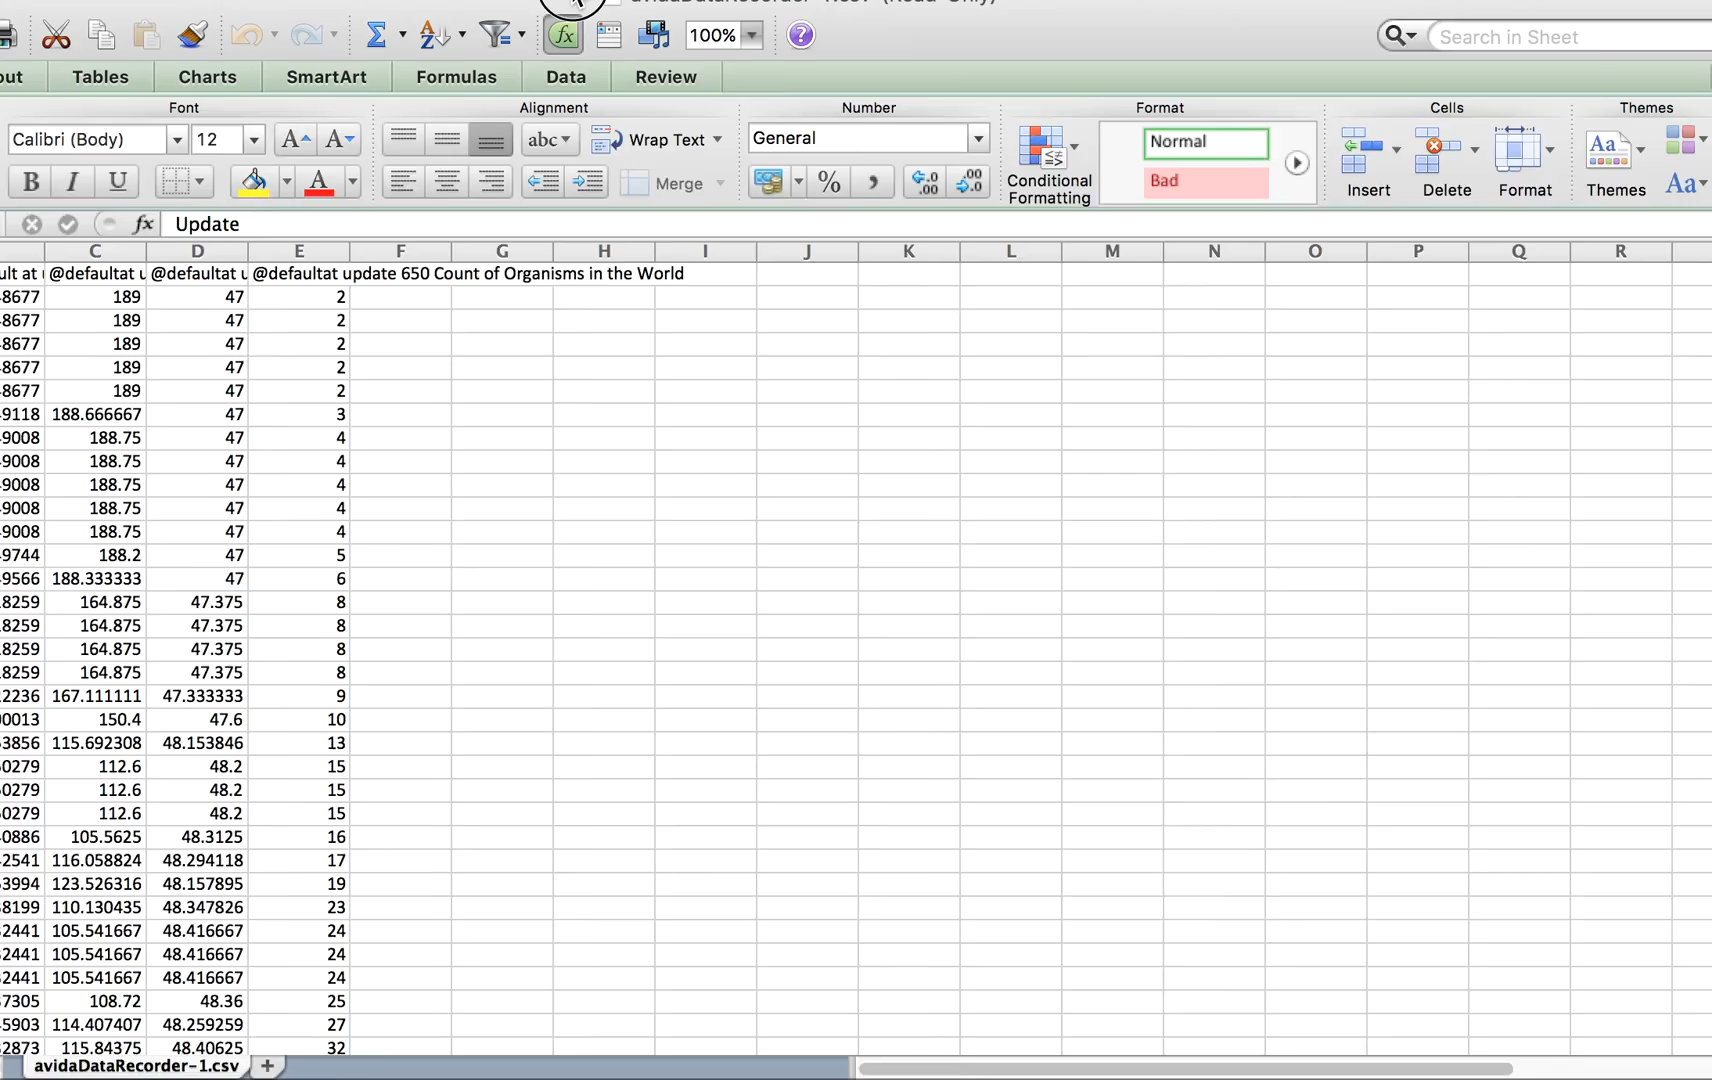 avidaDataRecorder-1.csv (Read-Only)
100% ? Search in Sheet
out Tables Charts SmartArt Formulas Data Review
Font Alignment Number Format Cells Themes
Calibri (Body) 12 A A abc Wrap Text General Normal
B I U A Merge % Conditional Formatting Bad Insert Delete Format Themes Aa
fx Update
C D E F G H I J K L M N O P Q R
ult at @defaultat u @defaultat u @defaultat update 650 Count of Organisms in the World
8677 189 47 2
8677 189 47 2
8677 189 47 2
8677 189 47 2
8677 189 47 2
9118 188.666667 47 3
9008 188.75 47 4
9008 188.75 47 4
9008 188.75 47 4
9008 188.75 47 4
9008 188.75 47 4
9744 188.2 47 5
9566 188.333333 47 6
8259 164.875 47.375 8
8259 164.875 47.375 8
8259 164.875 47.375 8
8259 164.875 47.375 8
2236 167.111111 47.333333 9
0013 150.4 47.6 10
3856 115.692308 48.153846 13
0279 112.6 48.2 15
0279 112.6 48.2 15
0279 112.6 48.2 15
0886 105.5625 48.3125 16
2541 116.058824 48.294118 17
3994 123.526316 48.157895 19
8199 110.130435 48.347826 23
2441 105.541667 48.416667 24
2441 105.541667 48.416667 24
2441 105.541667 48.416667 24
7305 108.72 48.36 25
5903 114.407407 48.259259 27
2873 115.84375 48.40625 32
avidaDataRecorder-1.csv +